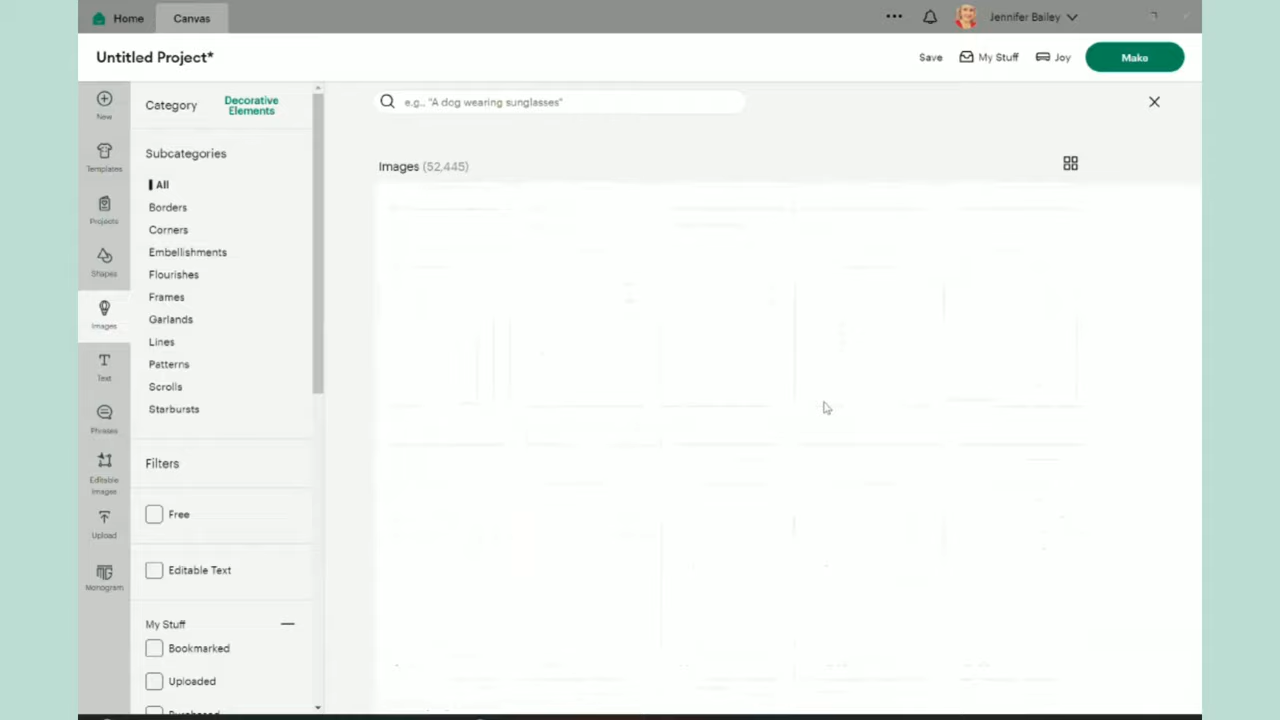 Home
Canvas
Jennifer Bailey
Untitled Project*
Save
My Stuff
Joy
Make
New
Templates
Projects
Shapes
Images
Text
Phrases
Editable
Images
Upload
Monogram
Category
Decorative
Elements
Subcategories
All
Borders
Corners
Embellishments
Flourishes
Frames
Garlands
Lines
Patterns
Scrolls
Starbursts
Filters
Free
Editable Text
My Stuff
Bookmarked
Uploaded
Purchased
e.g., "A dog wearing sunglasses"
Images (52,445)